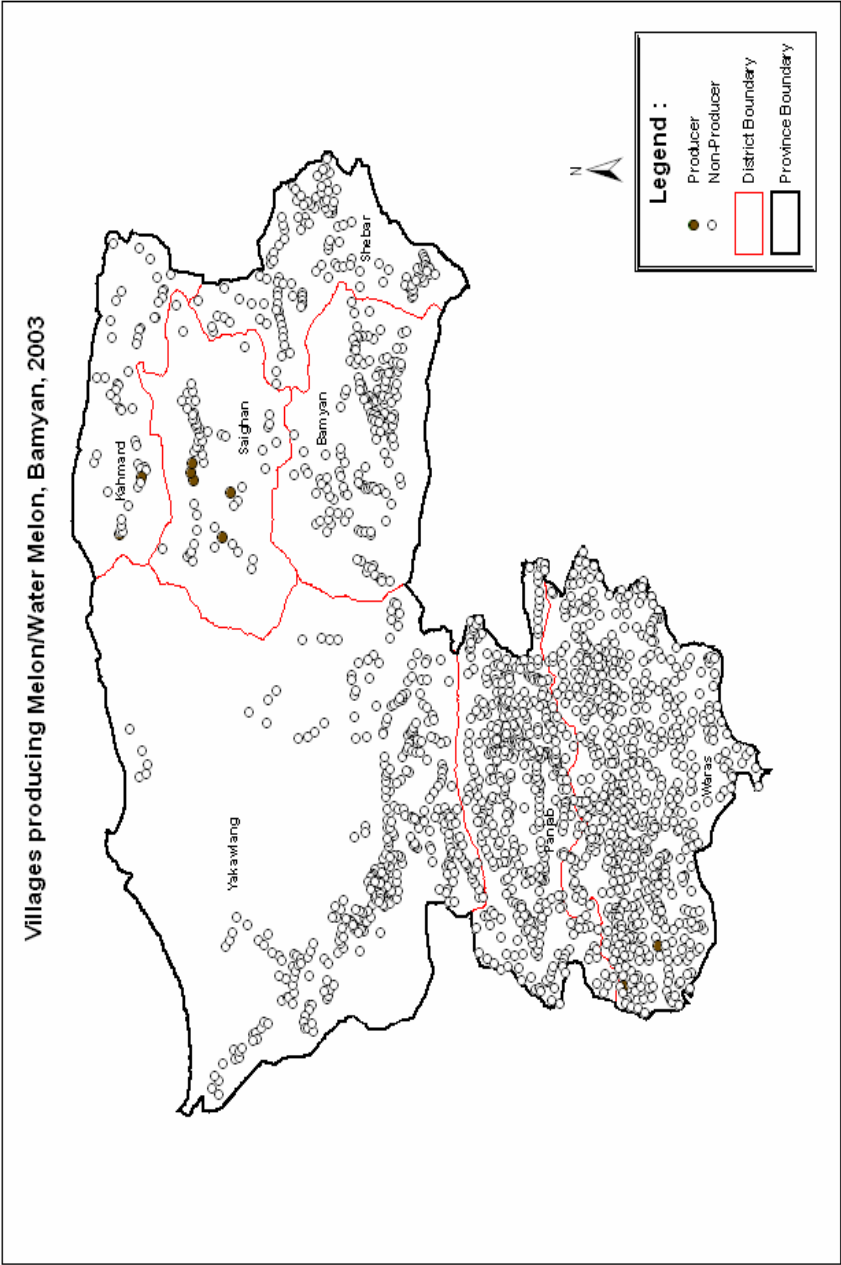 Villages producing Melon/Water Melon, Bamyan, 2003
Kahmard
Saighan
Shebar
Bamyan
Yakawlang
Panjab
Waras
N
Legend :
Producer
Non-Producer
District Boundary
Province Boundary